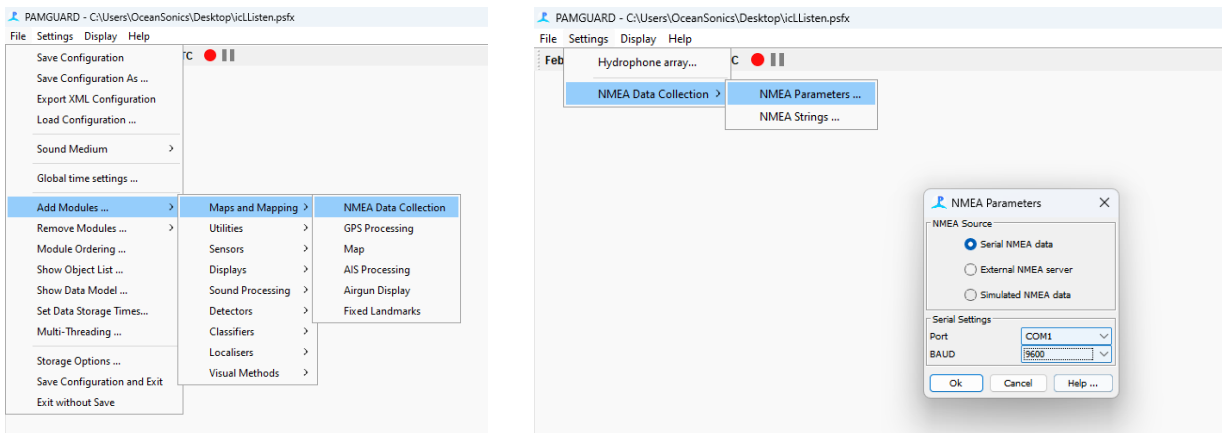 PAMGUARD - C:\Users\OceanSonics\Desktop\icLListen.psfx
File Settings Display Help
Save Configuration
Save Configuration As ...
Export XML Configuration
Load Configuration ...
Sound Medium >
Global time settings ...
Add Modules ... >
Remove Modules ... >
Module Ordering ...
Show Object List ...
Show Data Model ...
Set Data Storage Times...
Multi-Threading ...
Storage Options ...
Save Configuration and Exit
Exit without Save
TC
Maps and Mapping >
Utilities >
Sensors >
Displays >
Sound Processing >
Detectors >
Classifiers >
Localisers >
Visual Methods >
NMEA Data Collection
GPS Processing
Map
AIS Processing
Airgun Display
Fixed Landmarks
PAMGUARD - C:\Users\OceanSonics\Desktop\icLListen.psfx
File Settings Display Help
Feb
C
Hydrophone array...
NMEA Data Collection >
NMEA Parameters ...
NMEA Strings ...
NMEA Parameters
NMEA Source
Serial NMEA data
External NMEA server
Simulated NMEA data
Serial Settings
Port COM1
BAUD 9600
Ok Cancel Help ...